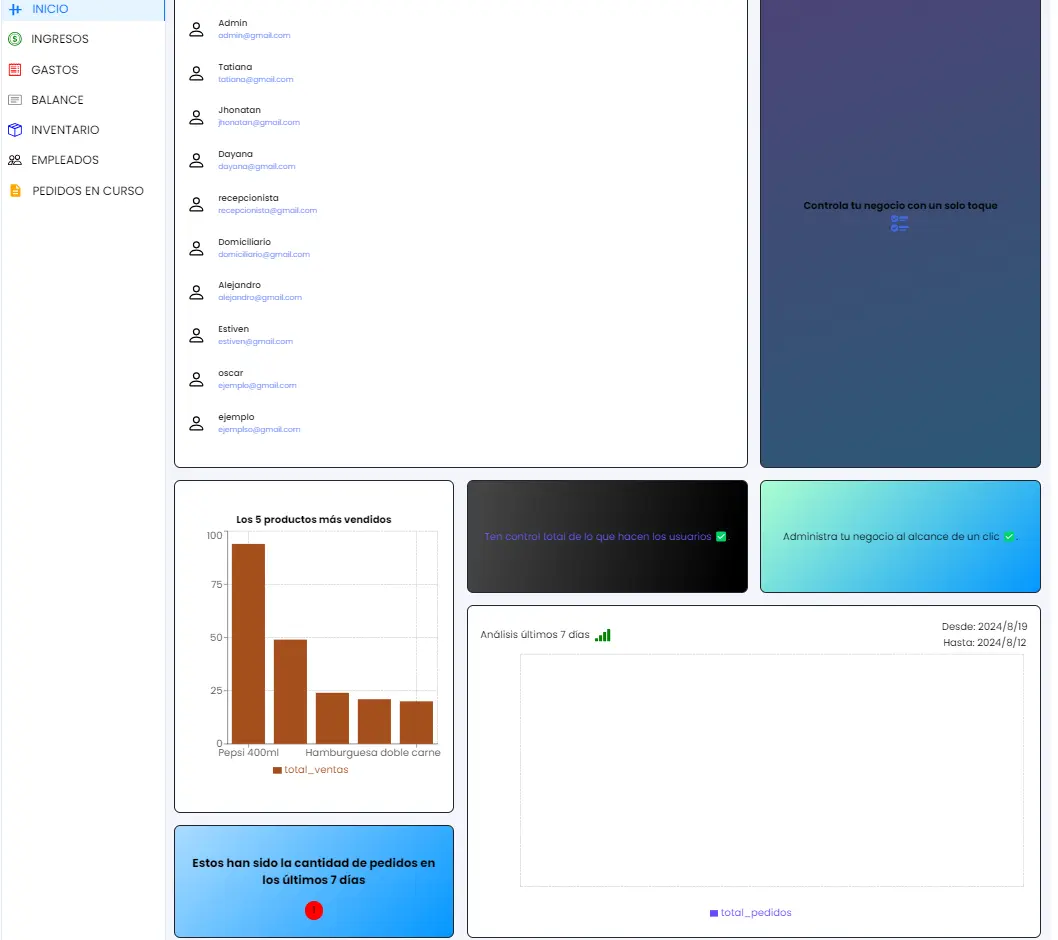 INICIO
INGRESOS
GASTOS
BALANCE
INVENTARIO
EMPLEADOS
PEDIDOS EN CURSO
Admin
admin@gmail.com
Tatiana
tatiana@gmail.com
Jhonatan
jhonatan@gmail.com
Dayana
dayana@gmail.com
recepcionista
recepcionista@gmail.com
Domiciliario
domiciliario@gmail.com
Alejandro
alejandro@gmail.com
Estiven
estiven@gmail.com
oscar
ejemplo@gmail.com
ejemplo
ejemplso@gmail.com
Controla tu negocio con un solo toque
Los 5 productos más vendidos
100
75
50
25
0
Pepsi 400ml Hamburguesa doble carne
total_ventas
Ten control total de lo que hacen los usuarios ✅.
Administra tu negocio al alcance de un clic ✅.
Análisis últimos 7 días
Desde: 2024/8/19
Hasta: 2024/8/12
total_pedidos
Estos han sido la cantidad de pedidos en
los últimos 7 días
!